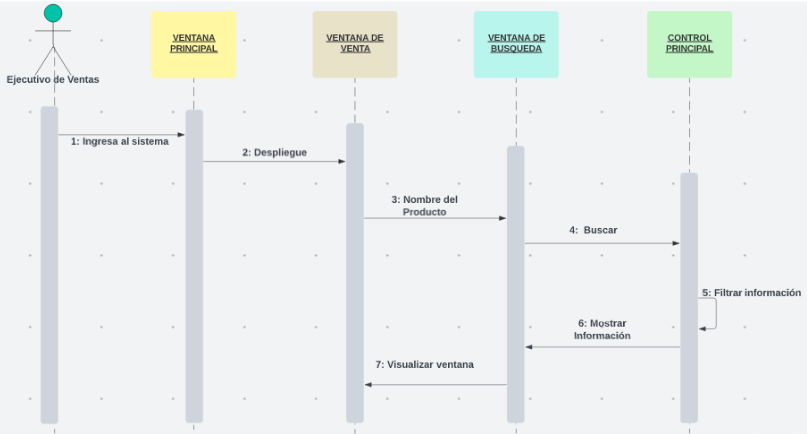 VENTANA
PRINCIPAL
VENTANA DE
VENTA
VENTANA DE
BUSQUEDA
CONTROL
PRINCIPAL
Ejecutivo de Ventas
1: Ingresa al sistema
2: Despliegue
3: Nombre del
Producto
4: Buscar
5: Filtrar información
6: Mostrar
Información
7: Visualizar ventana